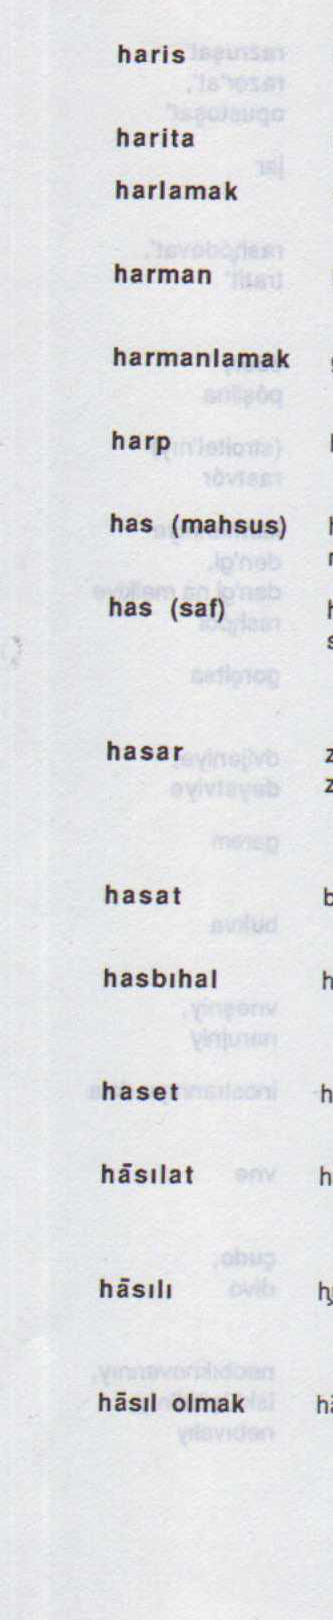 haris
harita
harlamak
harman
harmanlamak
harp
has (mahsus)
has (saf)
hasar
hasat
hasbıhal
haset
hāsılat
hāsılı
hāsıl olmak